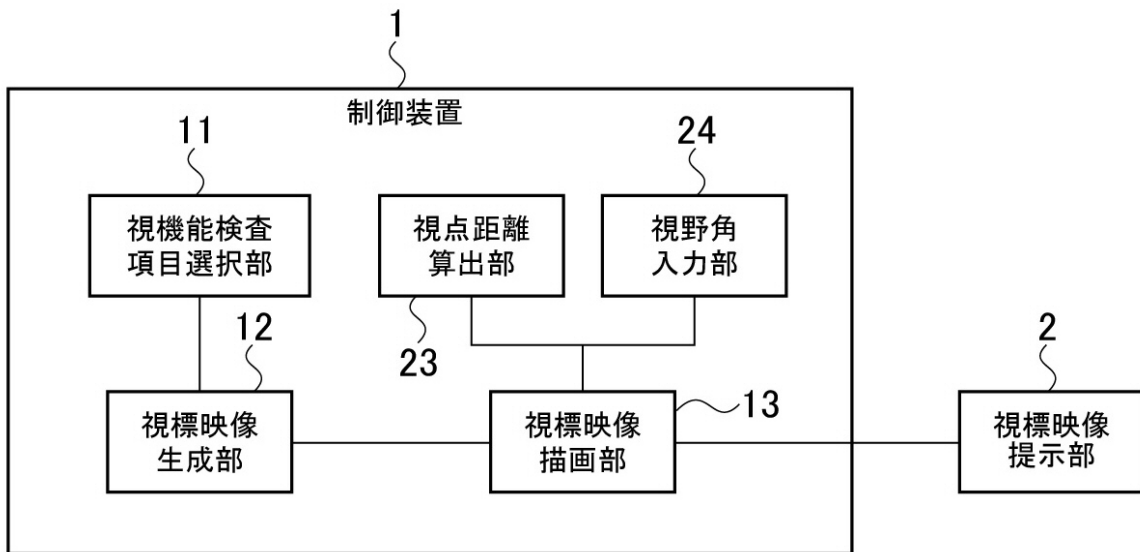 1
制御装置
11
24
視機能検査
項目選択部
視点距離
算出部
視野角
入力部
12
23
2
13
視標映像
生成部
視標映像
描画部
視標映像
提示部